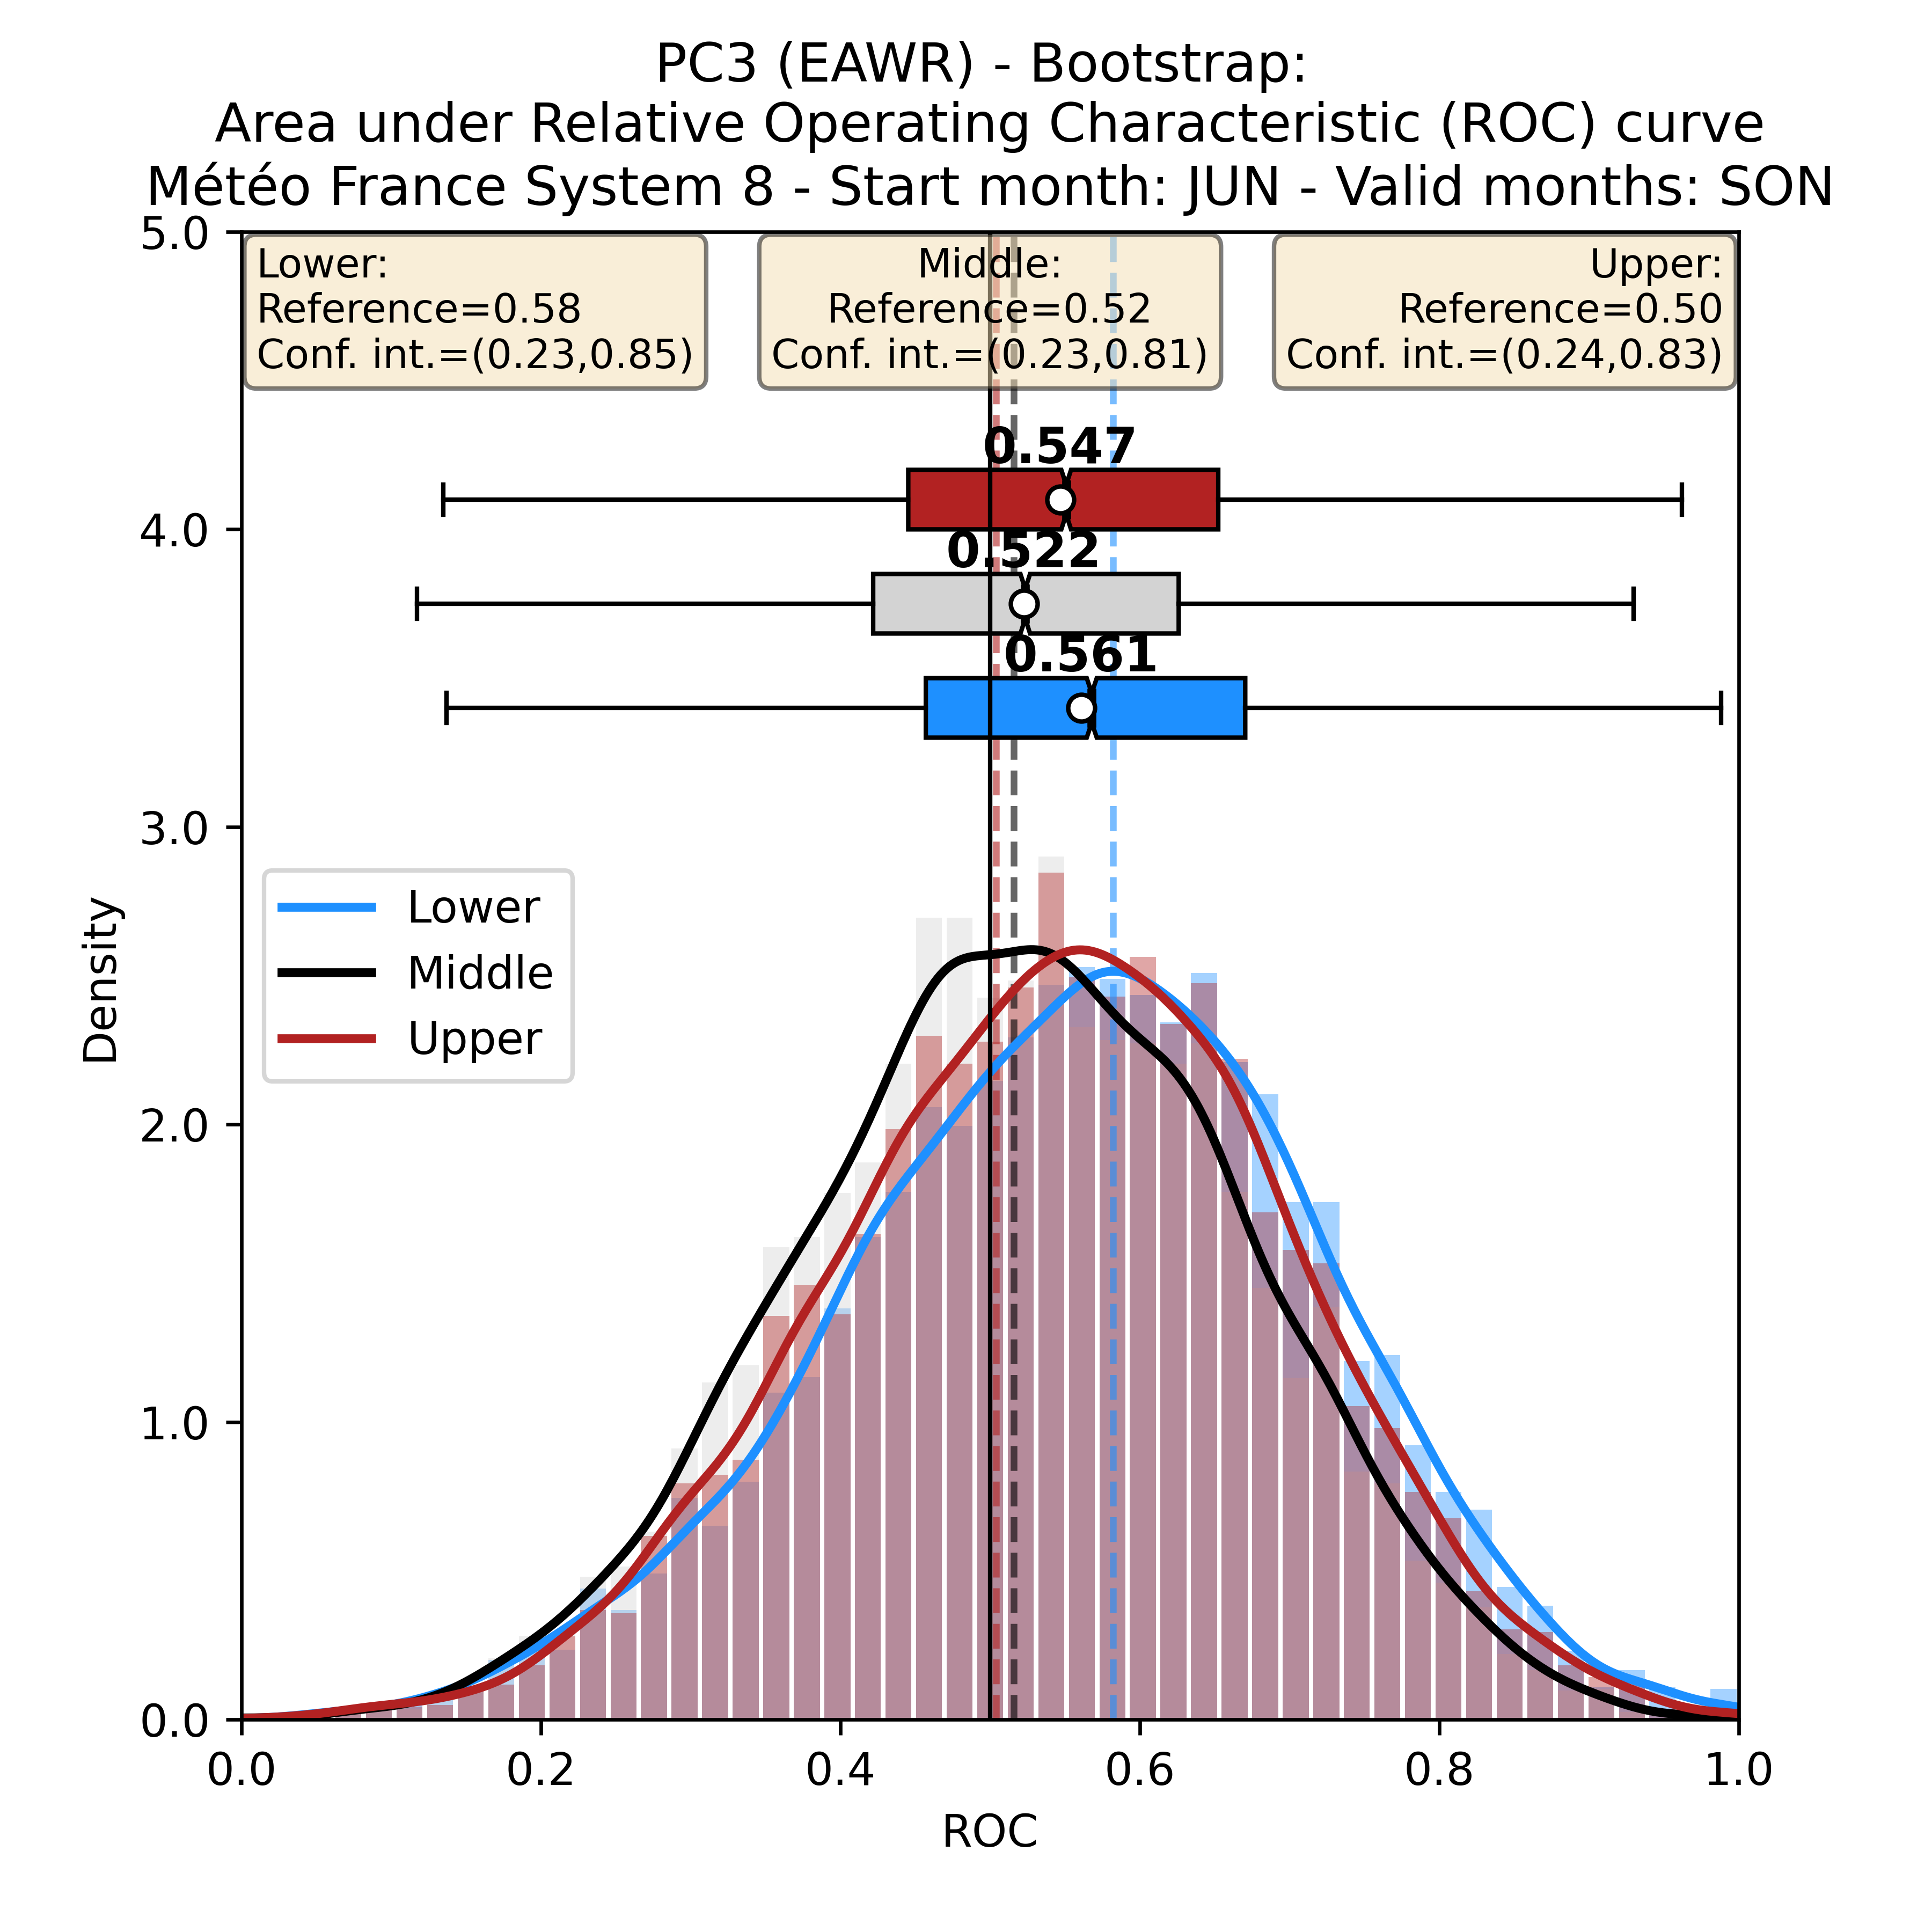 PC3 (EAWR) - Bootstrap:
Area under Relative Operating Characteristic (ROC) curve
Météo France System 8 - Start month: JUN - Valid months: SON
Lower:
Reference=0.58
Conf. int.=(0.23,0.85)
Middle:
Reference=0.52
Conf. int.=(0.23,0.81)
Upper:
Reference=0.50
Conf. int.=(0.24,0.83)
0.547
0.522
0.561
Lower
Middle
Upper
Density
5.0
4.0
3.0
2.0
1.0
0.0
0.0 0.2 0.4 0.6 0.8 1.0
ROC